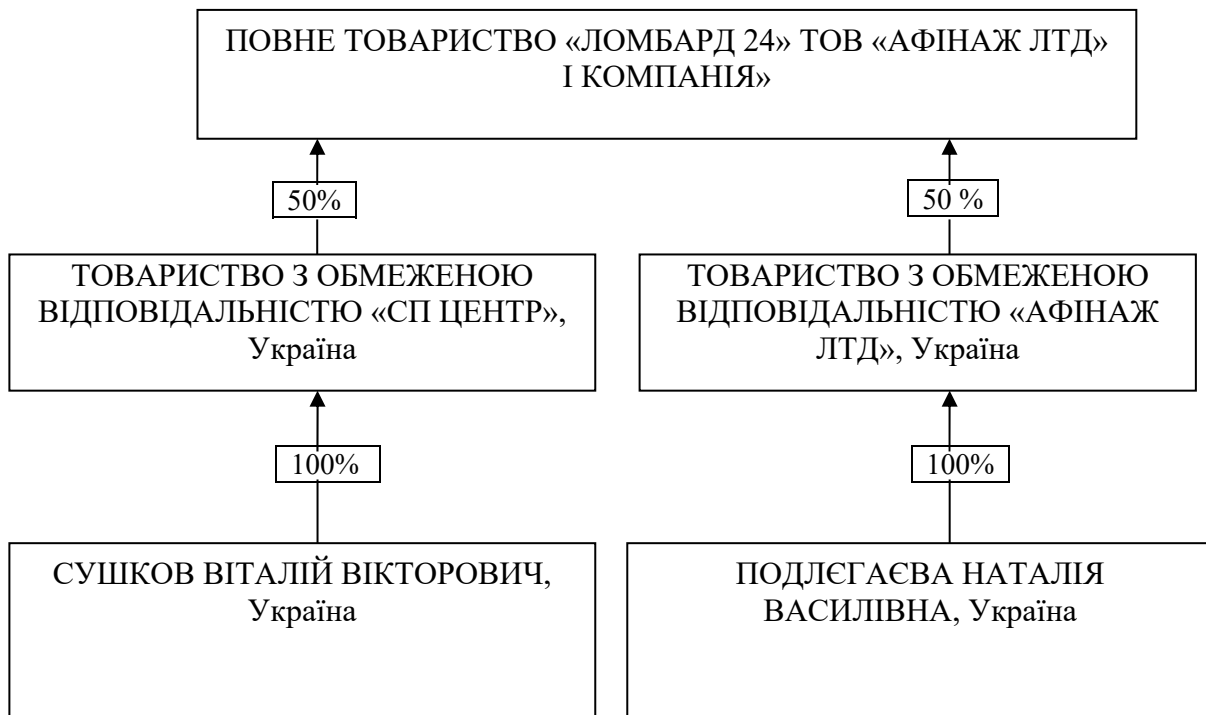 ПОВНЕ ТОВАРИСТВО «ЛОМБАРД 24» ТОВ «АФІНАЖ ЛТД»
І КОМПАНІЯ»
50%
50 %
ТОВАРИСТВО З ОБМЕЖЕНОЮ
ВІДПОВІДАЛЬНІСТЮ «СП ЦЕНТР»,
Україна
ТОВАРИСТВО З ОБМЕЖЕНОЮ
ВІДПОВІДАЛЬНІСТЮ «АФІНАЖ
ЛТД», Україна
100%
100%
СУШКОВ ВІТАЛІЙ ВІКТОРОВИЧ,
Україна
ПОДЛЄГАЄВА НАТАЛІЯ
ВАСИЛІВНА, Україна